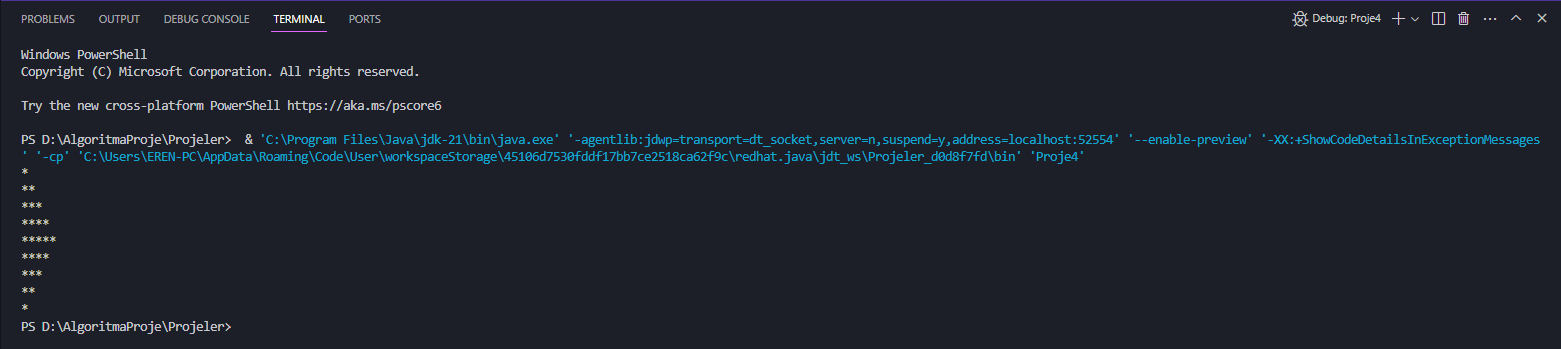 PROBLEMS OUTPUT DEBUG CONSOLE TERMINAL PORTS Debug: Proje4
Windows PowerShell
Copyright (C) Microsoft Corporation. All rights reserved.
Try the new cross-platform PowerShell https://aka.ms/pscore6
PS D:\AlgoritmaProje\Projeler>  & 'C:\Program Files\Java\jdk-21\bin\java.exe' '-agentlib:jdwp=transport=dt_socket,server=n,suspend=y,address=localhost:52554' '--enable-preview' '-XX:+ShowCodeDetailsInExceptionMessages
' '-cp' 'C:\Users\EREN-PC\AppData\Roaming\Code\User\workspaceStorage\45106d7530fddf17bb7ce2518ca62f9c\redhat.java\jdt_ws\Projeler_d0d8f7fd\bin' 'Proje4'
*
**
***
****
*****
****
***
**
*
PS D:\AlgoritmaProje\Projeler>